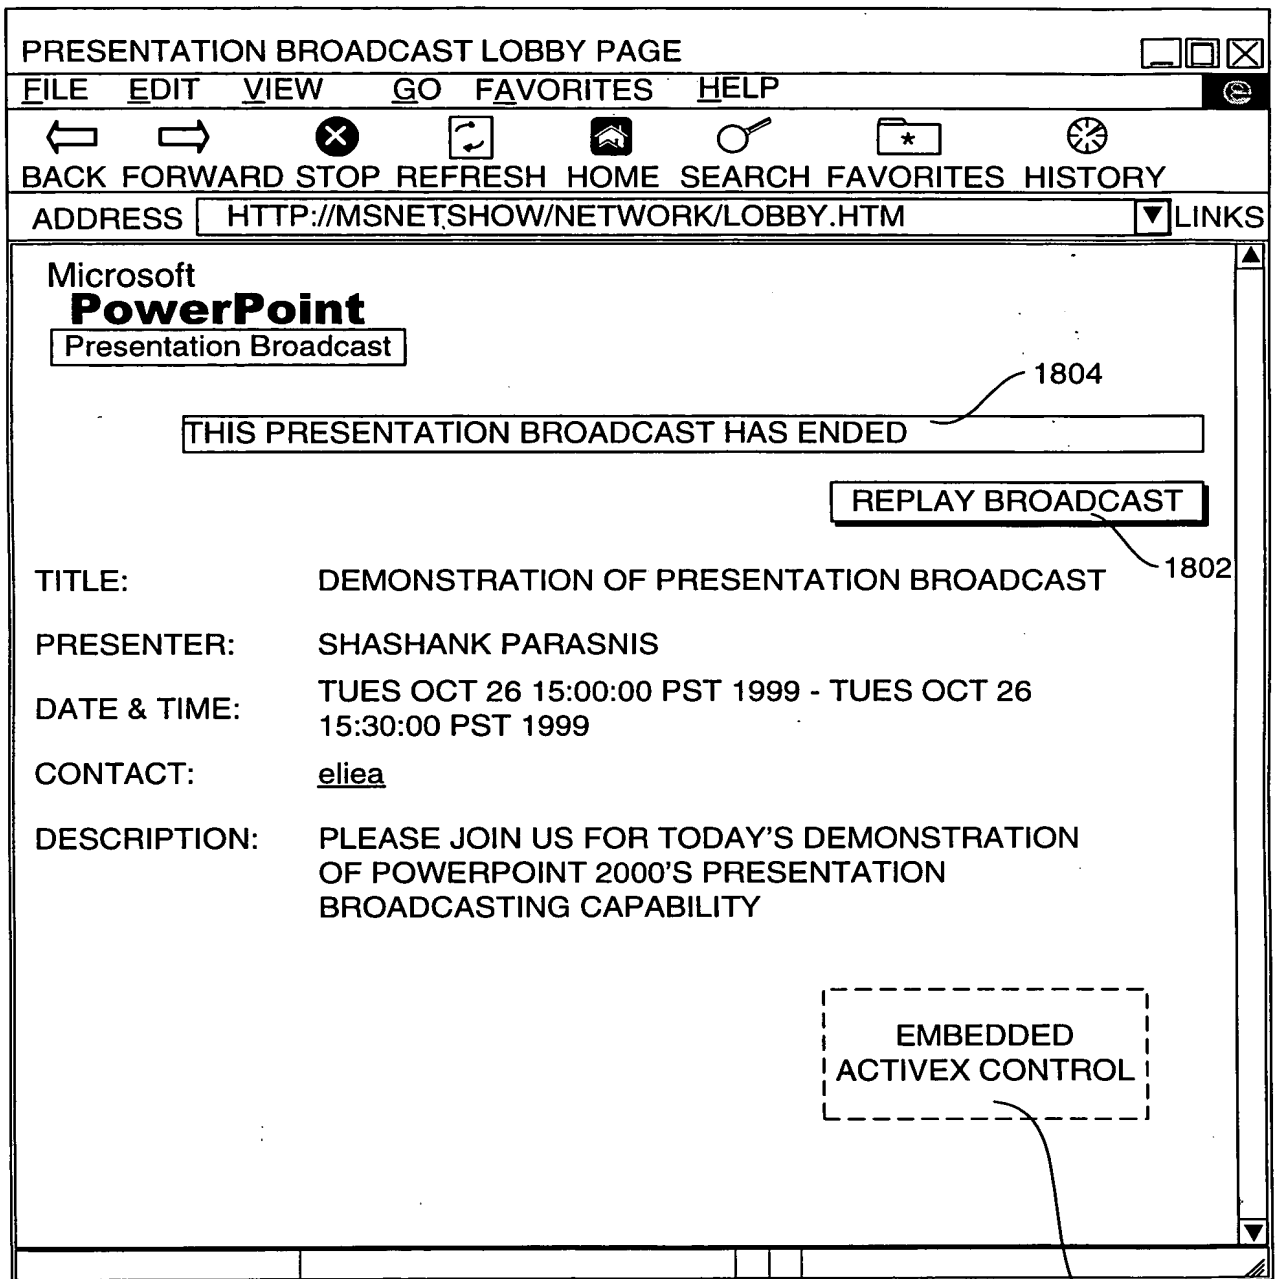 PRESENTATION BROADCAST LOBBY PAGE
FILE EDIT VIEW GO FAVORITES HELP
e
BACK FORWARD STOP REFRESH HOME SEARCH FAVORITES HISTORY
ADDRESS HTTP://MSNETSHOW/NETWORK/LOBBY.HTM LINKS
Microsoft
PowerPoint
Presentation Broadcast
1804
THIS PRESENTATION BROADCAST HAS ENDED
REPLAY BROADCAST
1802
TITLE: DEMONSTRATION OF PRESENTATION BROADCAST
PRESENTER: SHASHANK PARASNIS
DATE & TIME: TUES OCT 26 15:00:00 PST 1999 - TUES OCT 26
15:30:00 PST 1999
CONTACT: eliea
DESCRIPTION: PLEASE JOIN US FOR TODAY'S DEMONSTRATION
OF POWERPOINT 2000'S PRESENTATION
BROADCASTING CAPABILITY
EMBEDDED
ACTIVEX CONTROL